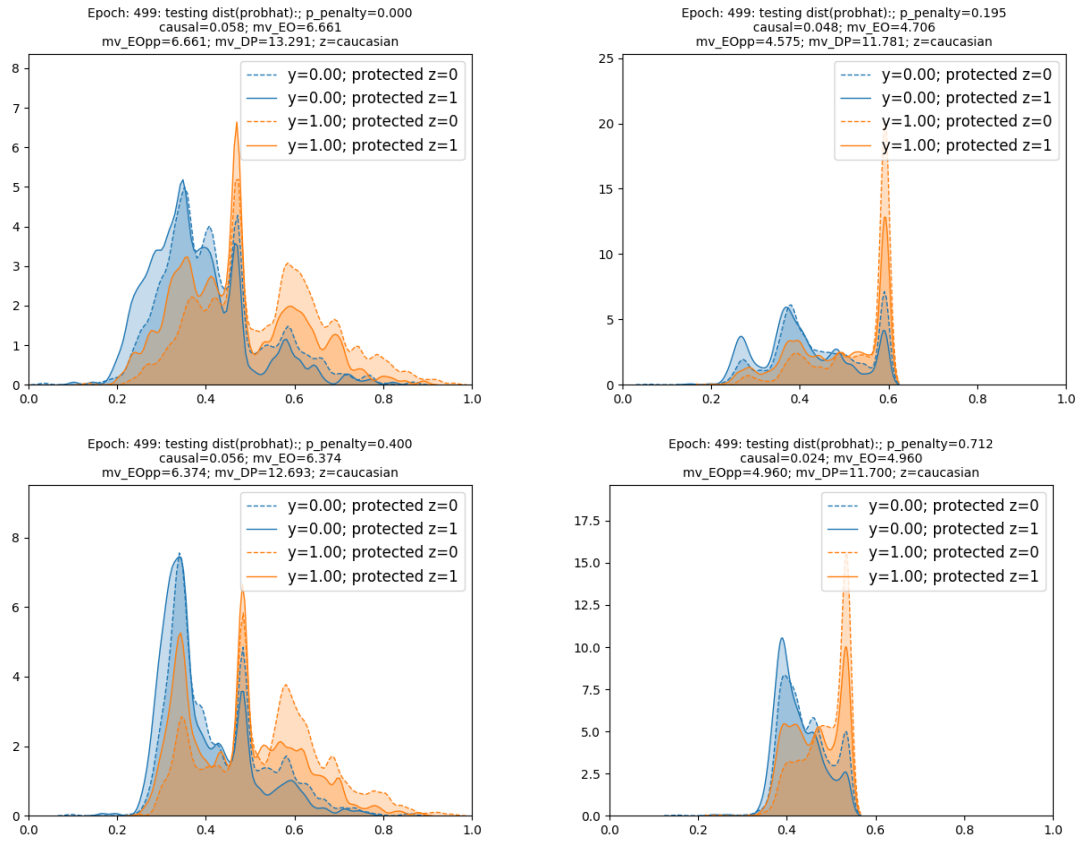 Epoch: 499: testing dist(probhat):; p_penalty=0.000
causal=0.058; mv_EO=6.661
mv_EOpp=6.661; mv_DP=13.291; z=caucasian
8
7
6
5
4
3
2
1
0
0.0 0.2 0.4 0.6 0.8 1.0
y=0.00; protected z=0
y=0.00; protected z=1
y=1.00; protected z=0
y=1.00; protected z=1
Epoch: 499: testing dist(probhat):; p_penalty=0.195
causal=0.048; mv_EO=4.706
mv_EOpp=4.575; mv_DP=11.781; z=caucasian
25
20
15
10
5
0
0.0 0.2 0.4 0.6 0.8 1.0
y=0.00; protected z=0
y=0.00; protected z=1
y=1.00; protected z=0
y=1.00; protected z=1
Epoch: 499: testing dist(probhat):; p_penalty=0.400
causal=0.056; mv_EO=6.374
mv_EOpp=6.374; mv_DP=12.693; z=caucasian
8
6
4
2
0
0.0 0.2 0.4 0.6 0.8 1.0
y=0.00; protected z=0
y=0.00; protected z=1
y=1.00; protected z=0
y=1.00; protected z=1
Epoch: 499: testing dist(probhat):; p_penalty=0.712
causal=0.024; mv_EO=4.960
mv_EOpp=4.960; mv_DP=11.700; z=caucasian
17.5
15.0
12.5
10.0
7.5
5.0
2.5
0.0
0.0 0.2 0.4 0.6 0.8 1.0
y=0.00; protected z=0
y=0.00; protected z=1
y=1.00; protected z=0
y=1.00; protected z=1